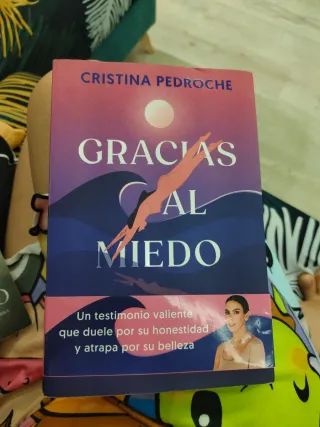 CRISTINA PEDROCHE
GRACIAS
AL
MIEDO
Un testimonio valiente
que duele por su honestidad
y atrapa por su belleza